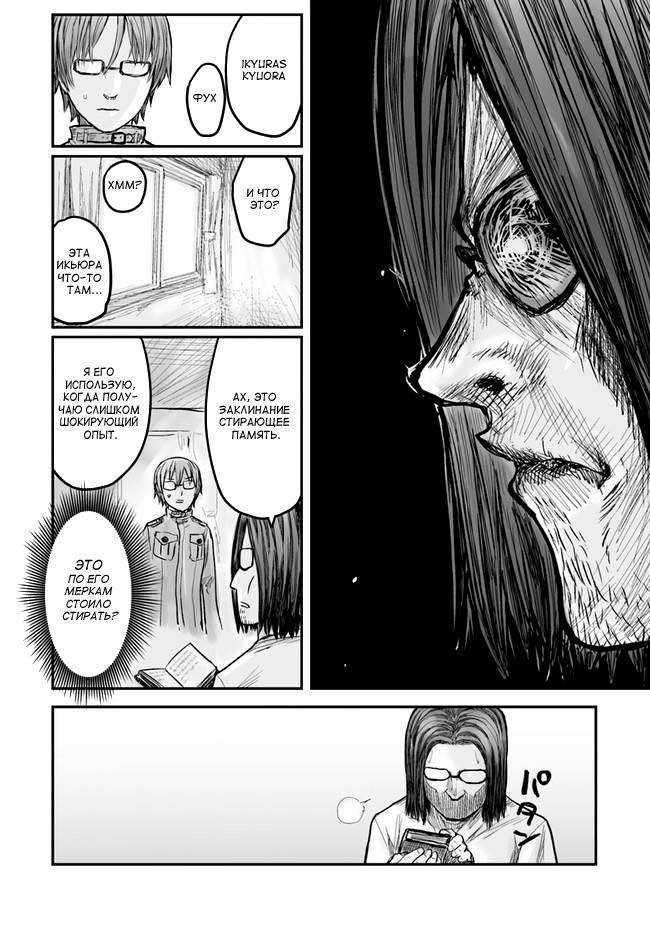 IKYURAS
KYUORA
ФУХ
И ЧТО
ЭТО?
ХММ?
ЭТА
ИКЬЮРА
ЧТО-ТО
ТАМ...
АХ, ЭТО
ЗАКЛИНАНИЕ
СТИРАЮЩЕЕ
ПАМЯТЬ.
Я ЕГО
ИСПОЛЬЗУЮ,
КОГДА ПОЛУ-
ЧАЮ СЛИШКОМ
ШОКИРУЮЩИЙ
ОПЫТ.
ЭТО
ПО ЕГО
МЕРКАМ
СТОИЛО
СТИРАТЬ?
パタン